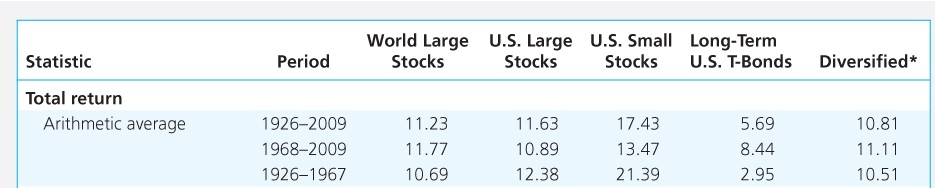 World Large U.S. Large U.S. Small Long-Term
Statistic Period Stocks Stocks Stocks U.S. T-Bonds Diversified*
Total return
Arithmetic average 1926–2009 11.23 11.63 17.43 5.69 10.81
1968–2009 11.77 10.89 13.47 8.44 11.11
1926–1967 10.69 12.38 21.39 2.95 10.51